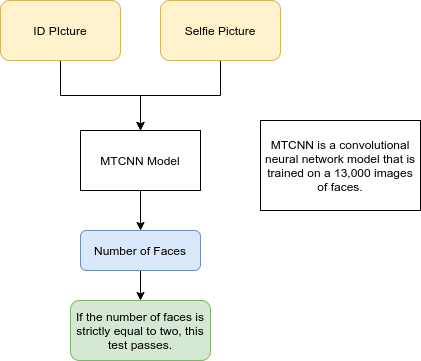 ID PIcture
Selfie Picture
MTCNN Model
MTCNN is a convolutional
neural network model that is
trained on a 13,000 images
of faces.
Number of Faces
If the number of faces is
strictly equal to two, this
test passes.